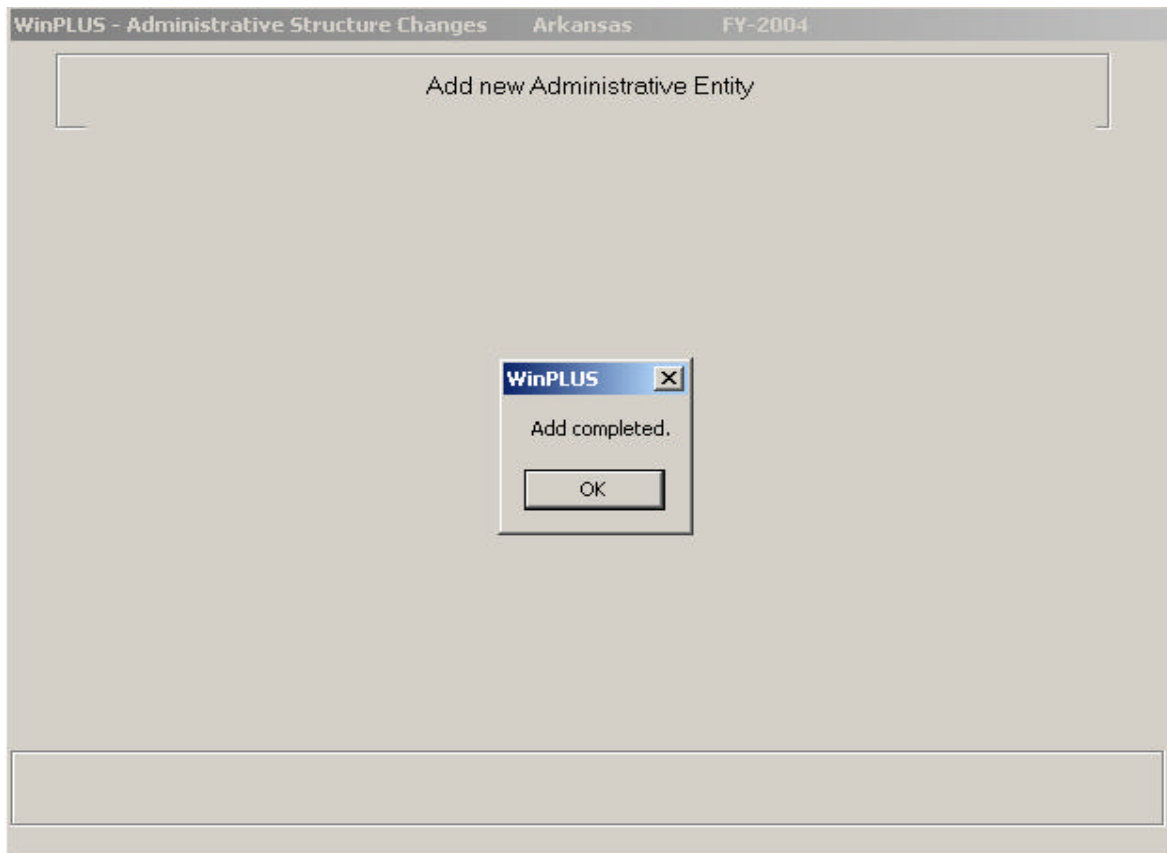 WinPLUS - Administrative Structure Changes Arkansas FY-2004
Add new Administrative Entity
WinPLUS
Add completed.
OK